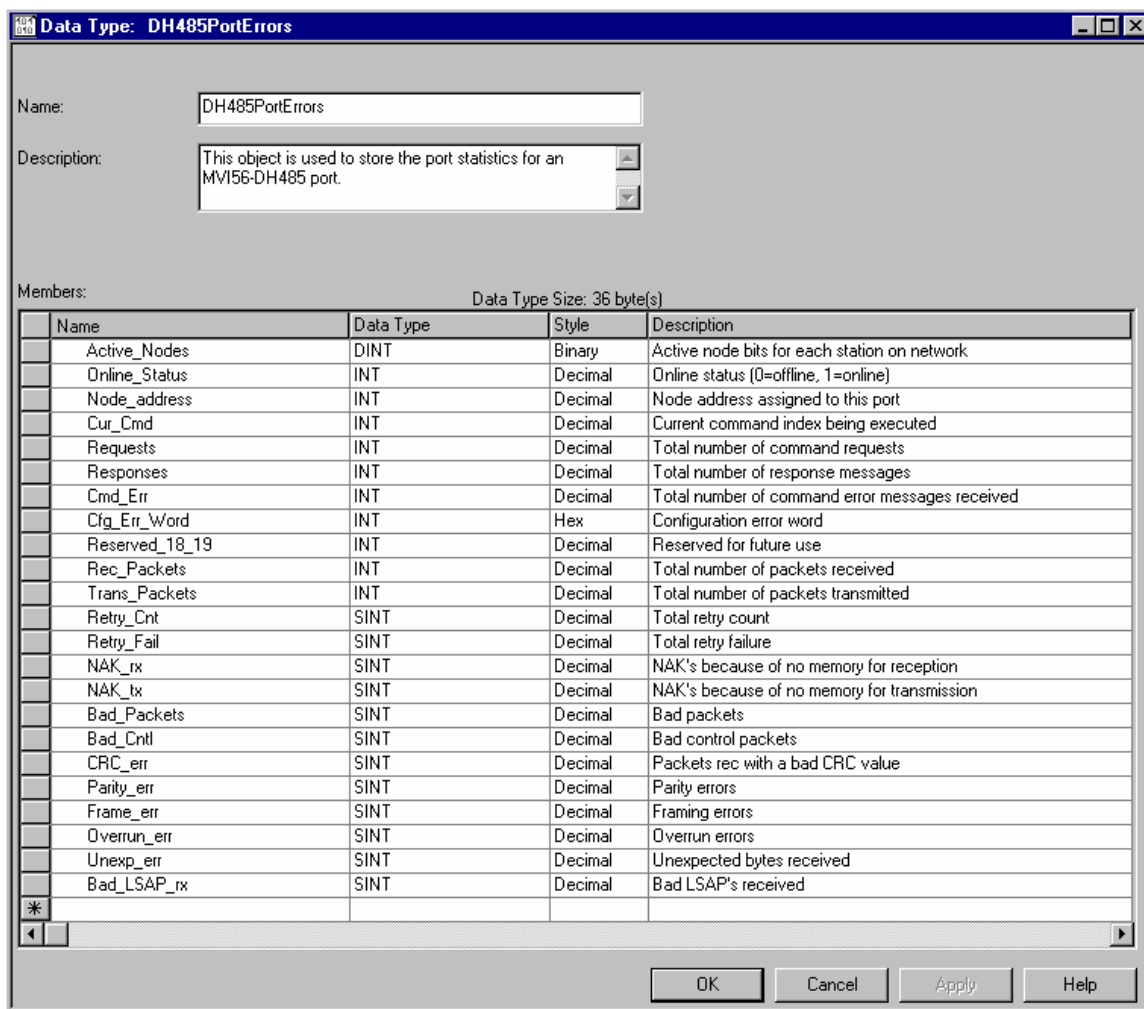 Data Type: DH485PortErrors
Name: DH485PortErrors
Description: This object is used to store the port statistics for an
MVI56-DH485 port.
Members: Data Type Size: 36 byte(s)
Name Data Type Style Description
Active_Nodes DINT Binary Active node bits for each station on network
Online_Status INT Decimal Online status (0=offline, 1=online)
Node_address INT Decimal Node address assigned to this port
Cur_Cmd INT Decimal Current command index being executed
Requests INT Decimal Total number of command requests
Responses INT Decimal Total number of response messages
Cmd_Err INT Decimal Total number of command error messages received
Cfg_Err_Word INT Hex Configuration error word
Reserved_18_19 INT Decimal Reserved for future use
Rec_Packets INT Decimal Total number of packets received
Trans_Packets INT Decimal Total number of packets transmitted
Retry_Cnt SINT Decimal Total retry count
Retry_Fail SINT Decimal Total retry failure
NAK_rx SINT Decimal NAK's because of no memory for reception
NAK_tx SINT Decimal NAK's because of no memory for transmission
Bad_Packets SINT Decimal Bad packets
Bad_Cntl SINT Decimal Bad control packets
CRC_err SINT Decimal Packets rec with a bad CRC value
Parity_err SINT Decimal Parity errors
Frame_err SINT Decimal Framing errors
Overrun_err SINT Decimal Overrun errors
Unexp_err SINT Decimal Unexpected bytes received
Bad_LSAP_rx SINT Decimal Bad LSAP's received
OK Cancel Apply Help